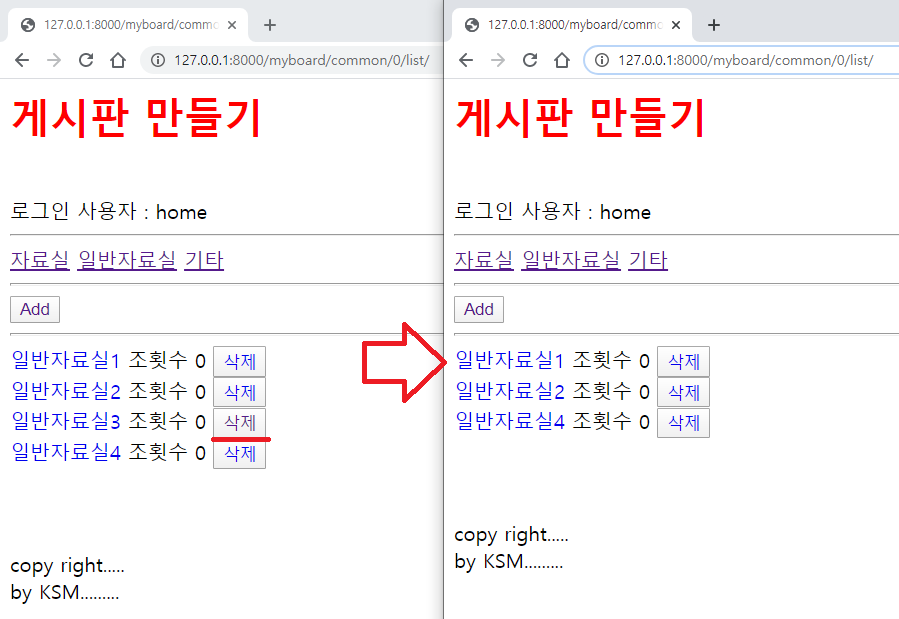 127.0.0.1:8000/myboard/commo
127.0.0.1:8000/myboard/common/0/list/
게시판 만들기
로그인 사용자 : home
자료실 일반자료실 기타
Add
일반자료실1 조횟수 0 삭제
일반자료실2 조횟수 0 삭제
일반자료실3 조횟수 0 삭제
일반자료실4 조횟수 0 삭제
copy right.....
by KSM.........
127.0.0.1:8000/myboard/commo
127.0.0.1:8000/myboard/common/0/list/
게시판 만들기
로그인 사용자 : home
자료실 일반자료실 기타
Add
일반자료실1 조횟수 0 삭제
일반자료실2 조횟수 0 삭제
일반자료실4 조횟수 0 삭제
copy right.....
by KSM.........